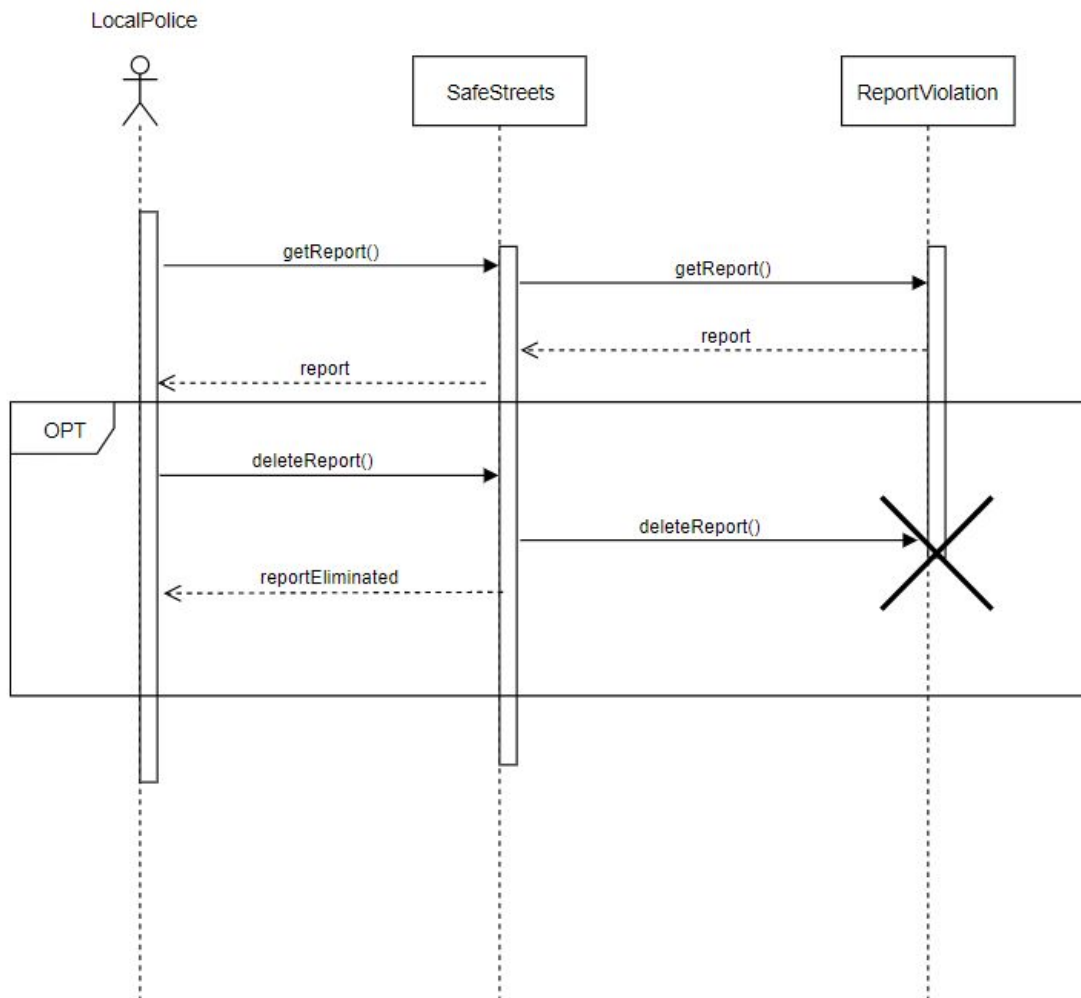 LocalPolice
SafeStreets
ReportViolation
getReport()
getReport()
report
report
OPT
deleteReport()
deleteReport()
reportEliminated